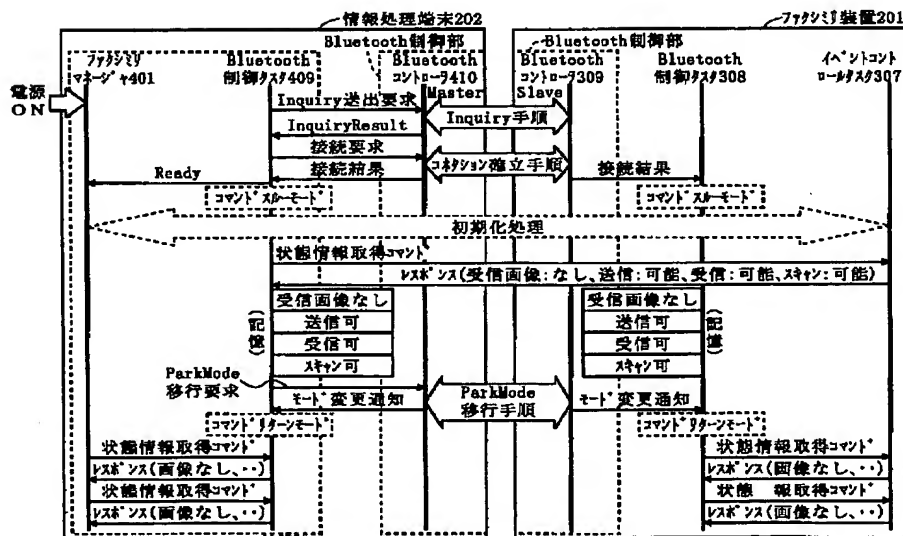 情報処理端末202
ファクシミリ装置201
Bluetooth制御部
Bluetooth制御部
ファクシミリ
マネージャ401
Bluetooth
制御タスク409
Bluetooth
コントローラ410
Master
Bluetooth
コントローラ309
Slave
Bluetooth
制御タスク308
イベントコント
ロールタスク307
電源
ON
Inquiry送出要求
Inquiry手順
InquiryResult
接続要求
コネクション確立手順
接続結果
接続結果
Ready
コマンドスルーモード
コマンドスルーモード
初期化処理
状態情報取得コマンド
レスポンス(受信画像:なし、送信:可能、受信:可能、スキャン:可能)
受信画像なし
送信可
受信可
スキャン可
(記憶)
受信画像なし
送信可
受信可
スキャン可
(記憶)
ParkMode
移行要求
ParkMode
移行手順
モード変更通知
モード変更通知
コマンドリターンモード
コマンドリターンモード
状態情報取得コマンド
状態情報取得コマンド
レスポンス(画像なし、‥)
レスポンス(画像なし、‥)
状態情報取得コマンド
状態 報取得コマンド
レスポンス(画像なし、‥)
レスポンス(画像なし、‥)